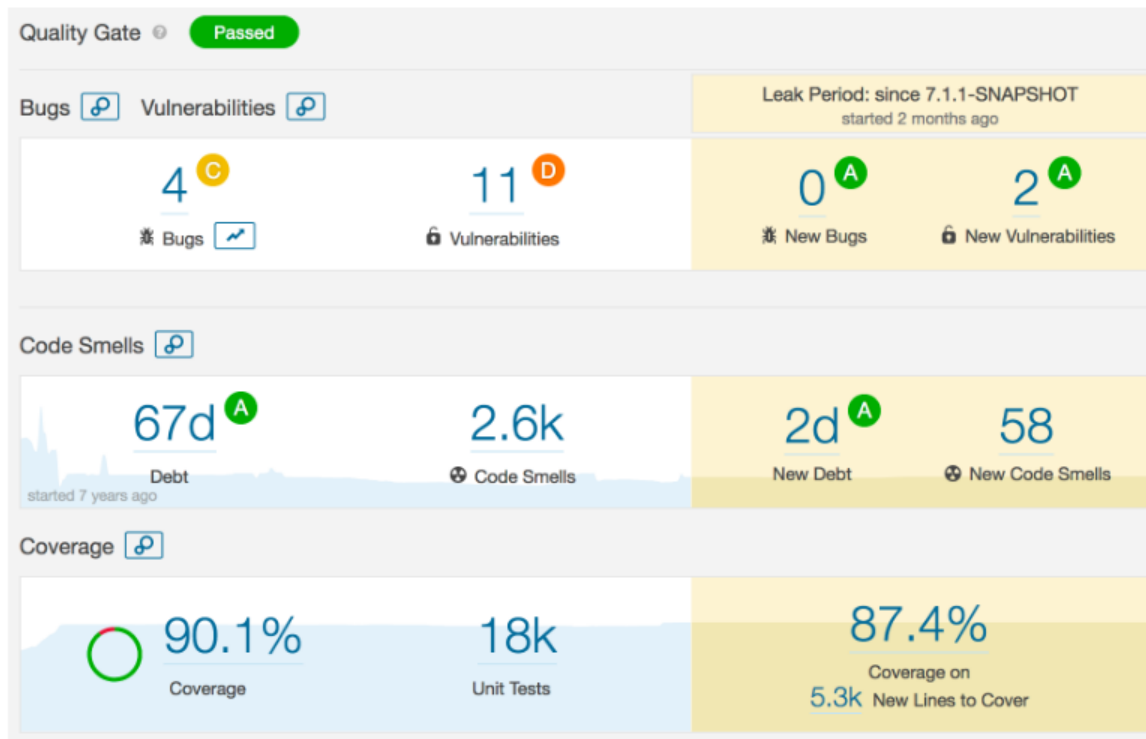 Quality Gate ? Passed
Bugs Vulnerabilities
Leak Period: since 7.1.1-SNAPSHOT
started 2 months ago
4 C
Bugs
11 D
Vulnerabilities
0 A
New Bugs
2 A
New Vulnerabilities
Code Smells
67d A
Debt
2.6k
Code Smells
started 7 years ago
2d A
New Debt
58
New Code Smells
Coverage
90.1%
Coverage
18k
Unit Tests
87.4%
Coverage on
5.3k New Lines to Cover